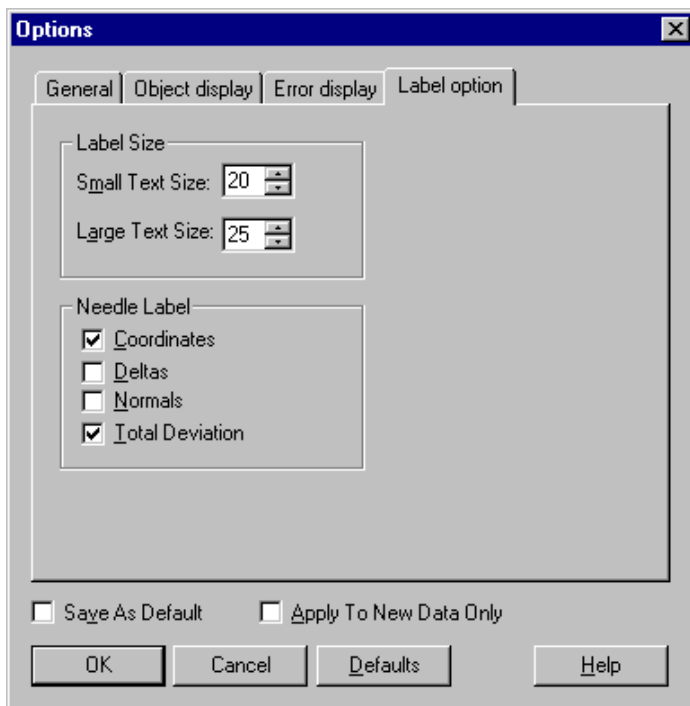 Options
General Object display Error display Label option
Label Size
Small Text Size: 20
Large Text Size: 25
Needle Label
Coordinates
Deltas
Normals
Total Deviation
Save As Default Apply To New Data Only
OK Cancel Defaults Help